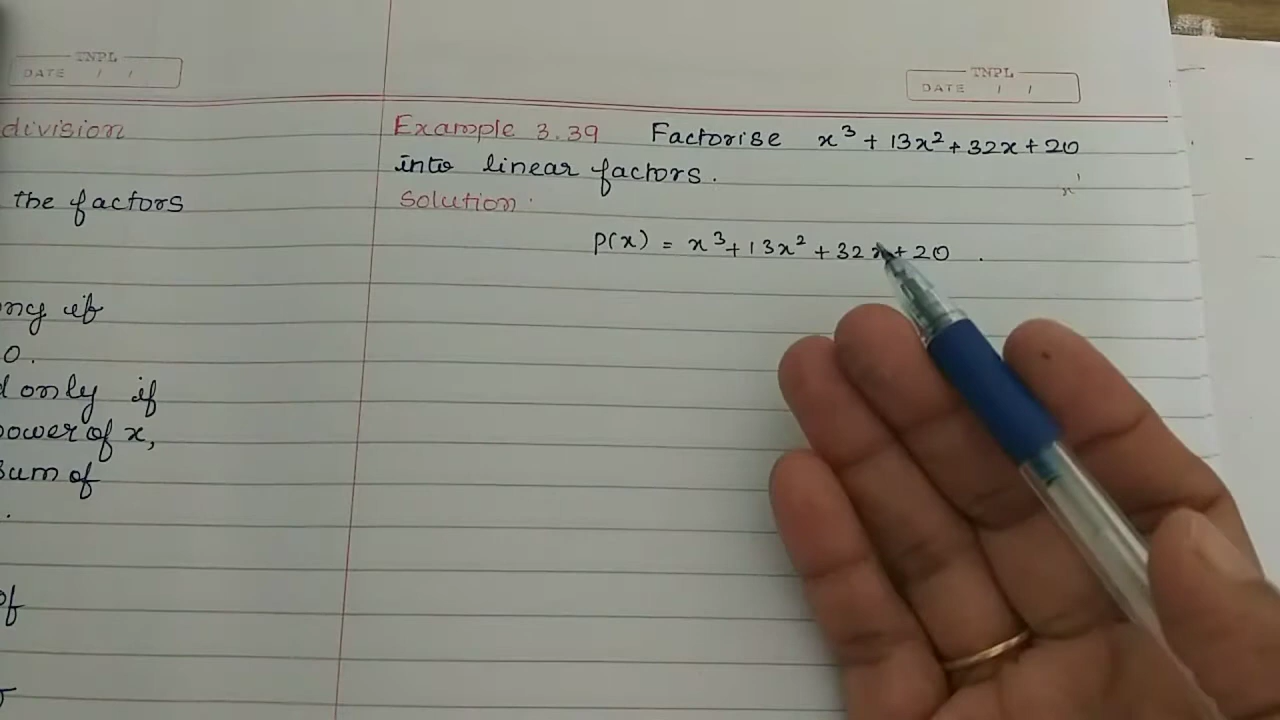 TNPL
DATE / /
division
the factors
if
0.
only if
power of x,
Sum of
.
of
TNPL
DATE / /
Example 3.39 Factorise x³ + 13x² + 32x + 20
into linear factors.
Solution.
P(x) = x³ + 13x² + 32x + 20 .